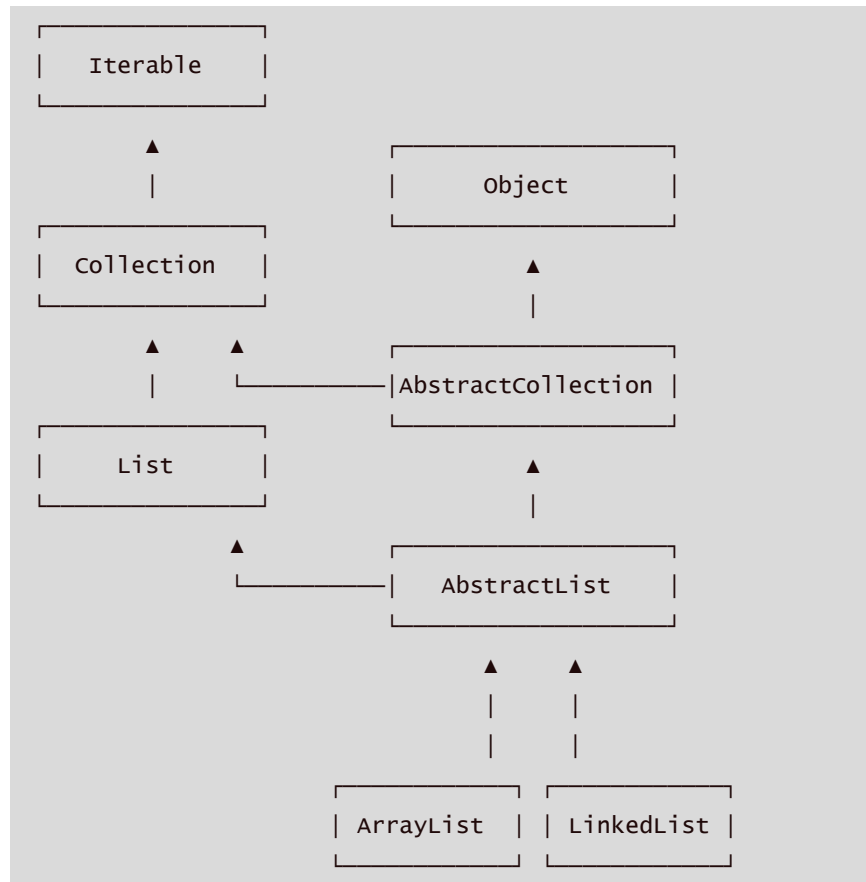 Iterable
Object
Collection
AbstractCollection
List
AbstractList
ArrayList LinkedList